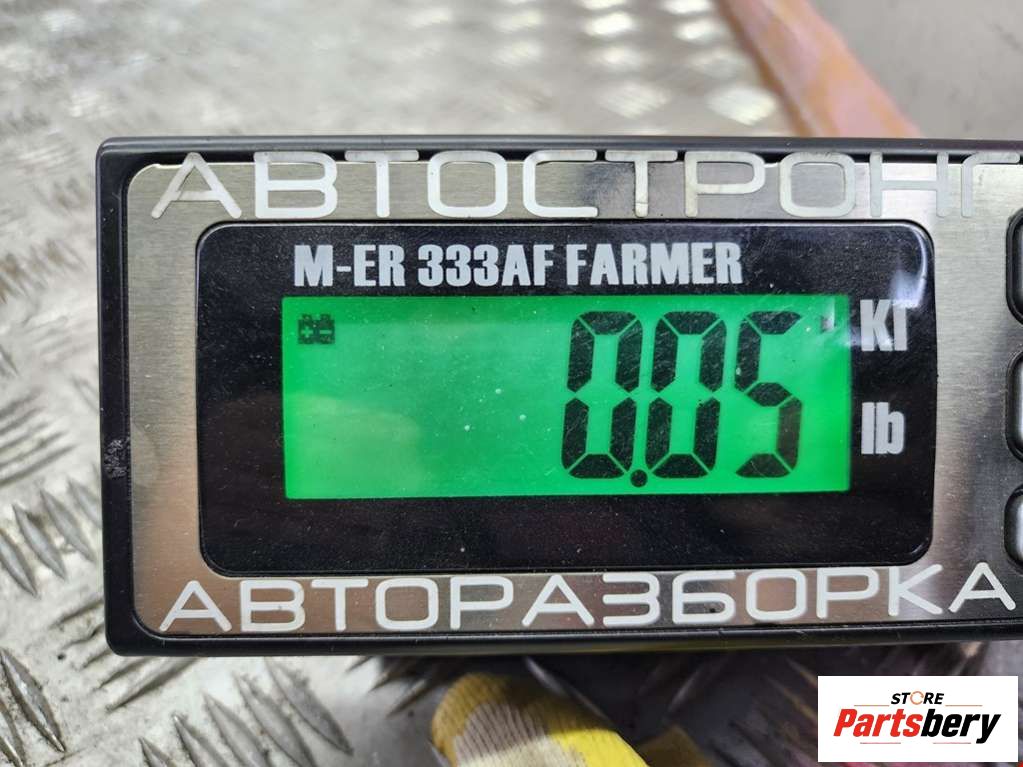 АВТОСТРОНГ
M-ER 333AF FARMER
0.05
КГ
lb
АВТОРАЗБОРКА
STORE
Partsbery